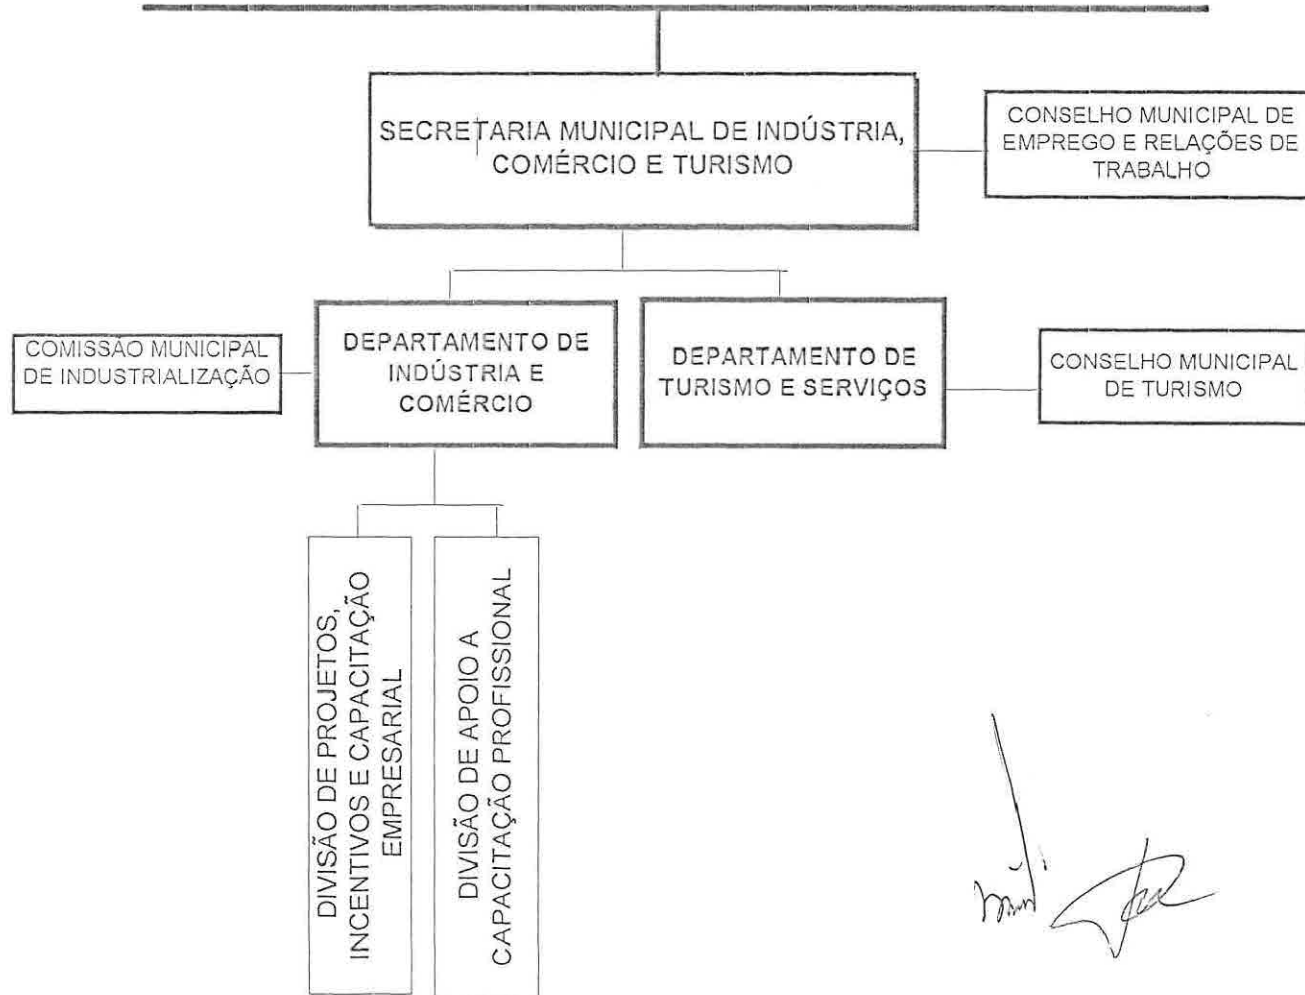 SECRETARIA MUNICIPAL DE INDÚSTRIA,
COMÉRCIO E TURISMO
CONSELHO MUNICIPAL DE
EMPREGO E RELAÇÕES DE
TRABALHO
COMISSÃO MUNICIPAL
DE INDUSTRIALIZAÇÃO
DEPARTAMENTO DE
INDÚSTRIA E
COMÉRCIO
DEPARTAMENTO DE
TURISMO E SERVIÇOS
CONSELHO MUNICIPAL
DE TURISMO
DIVISÃO DE PROJETOS,
INCENTIVOS E CAPACITAÇÃO
EMPRESARIAL
DIVISÃO DE APOIO A
CAPACITAÇÃO PROFISSIONAL